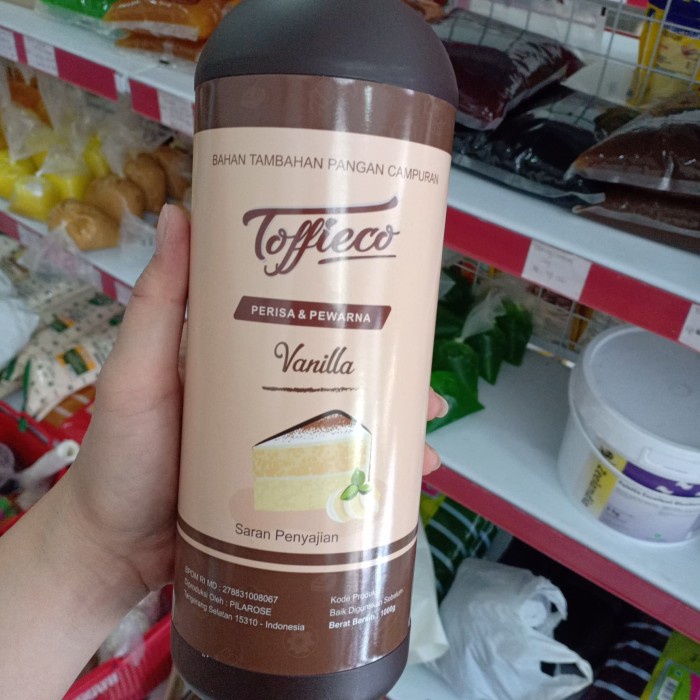 BAHAN TAMBAHAN PANGAN CAMPURAN
Toffieco
PERISA & PEWARNA
Vanilla
Saran Penyajian
BPOM RI MD : 278831008067
Diproduksi Oleh : PILAROSE
Tangerang Selatan 15310 - Indonesia
Kode Produksi
Baik Digunakan Sebelum
Berat Bersih : 1000g